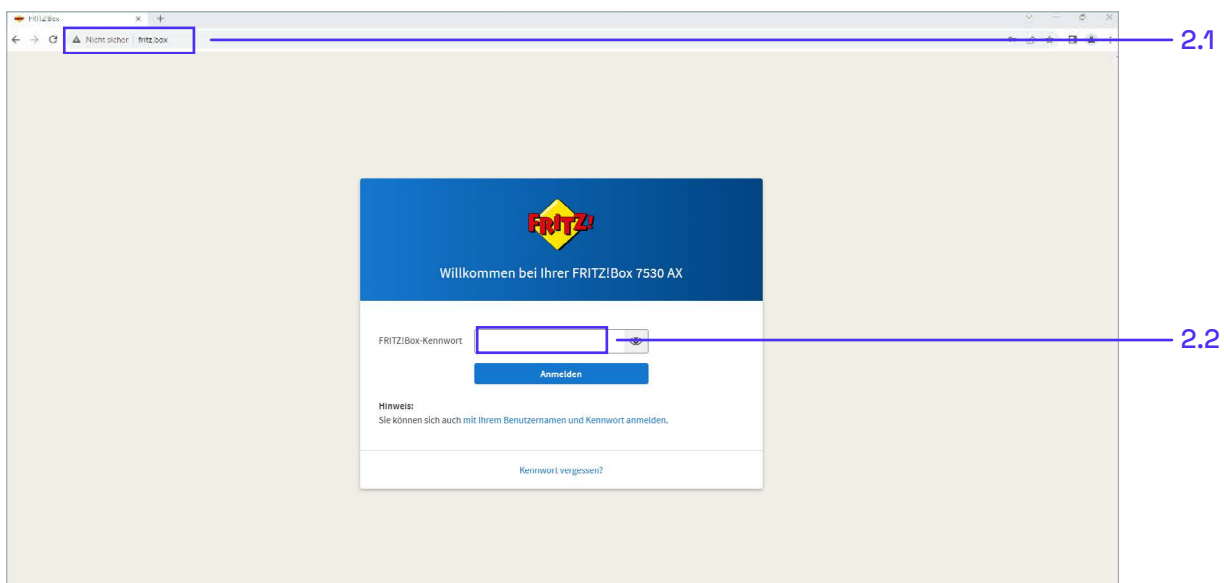 FRITZ!Box
Nicht sicher fritz.box
2.1
FRITZ!
Willkommen bei Ihrer FRITZ!Box 7530 AX
FRITZ!Box-Kennwort
2.2
Anmelden
Hinweis:
Sie können sich auch mit Ihrem Benutzernamen und Kennwort anmelden.
Kennwort vergessen?